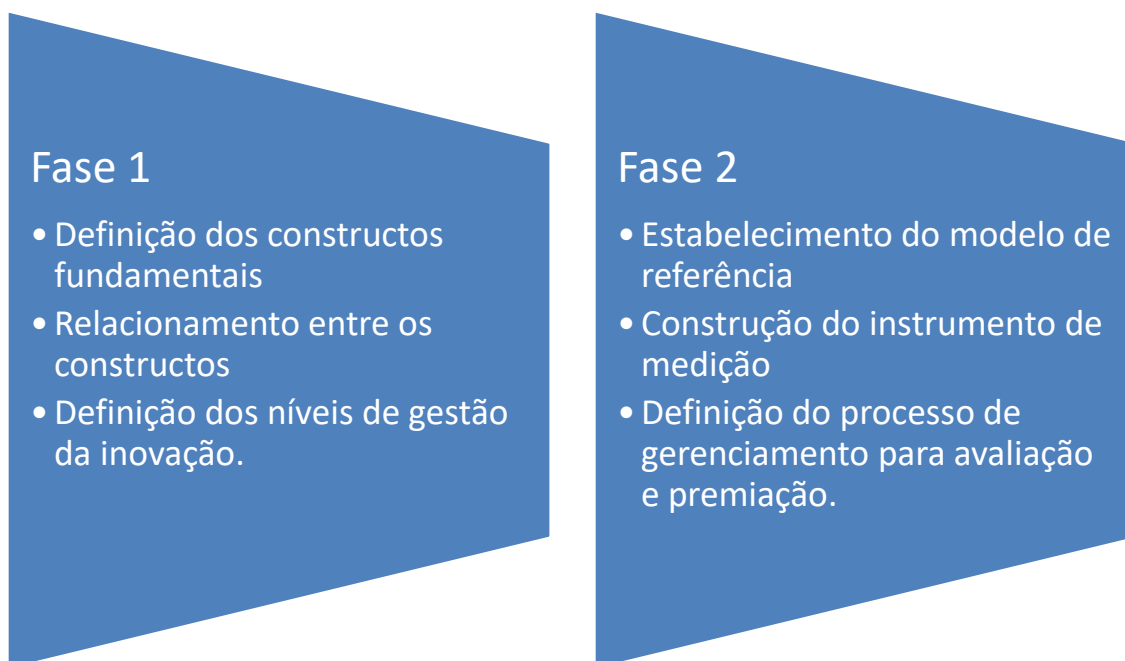 Fase 1
• Definição dos constructos
fundamentais
• Relacionamento entre os
constructos
• Definição dos níveis de gestão
da inovação.
Fase 2
• Estabelecimento do modelo de
referência
• Construção do instrumento de
medição
• Definição do processo de
gerenciamento para avaliação
e premiação.